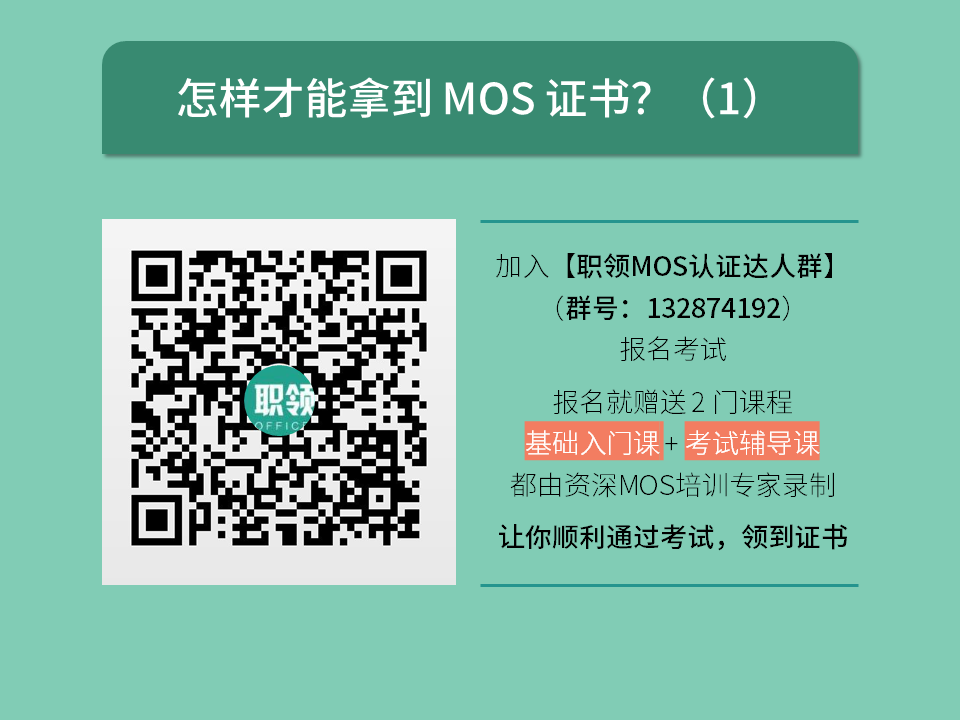 怎样才能拿到 MOS 证书？（1）
职领
OFFICE
加入【职领MOS认证达人群】
（群号：132874192）
报名考试
报名就赠送 2 门课程
基础入门课 + 考试辅导课
都由资深MOS培训专家录制
让你顺利通过考试，领到证书